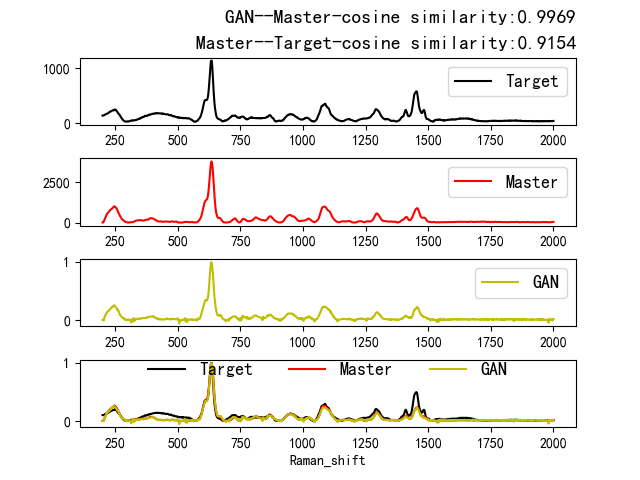 GAN--Master-cosine similarity:0.9969
Master--Target-cosine similarity:0.9154
1000
0
Target
250 500 750 1000 1250 1500 1750 2000
2500
0
Master
250 500 750 1000 1250 1500 1750 2000
1
0
GAN
250 500 750 1000 1250 1500 1750 2000
1
0
Target Master GAN
250 500 750 1000 1250 1500 1750 2000
Raman_shift